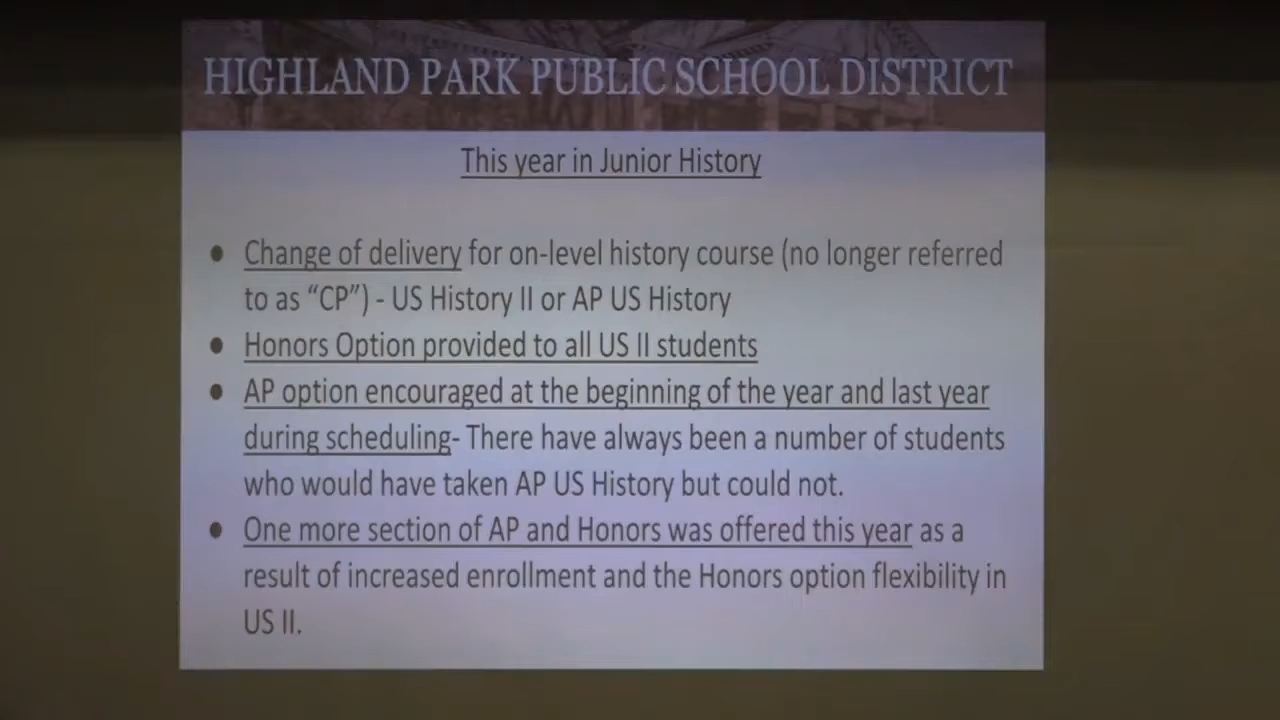 HIGHLAND PARK PUBLIC SCHOOL DISTRICT
This year in Junior History
● Change of delivery for on-level history course (no longer referred
to as “CP”) - US History II or AP US History
● Honors Option provided to all US II students
● AP option encouraged at the beginning of the year and last year
during scheduling- There have always been a number of students
who would have taken AP US History but could not.
● One more section of AP and Honors was offered this year as a
result of increased enrollment and the Honors option flexibility in
US II.